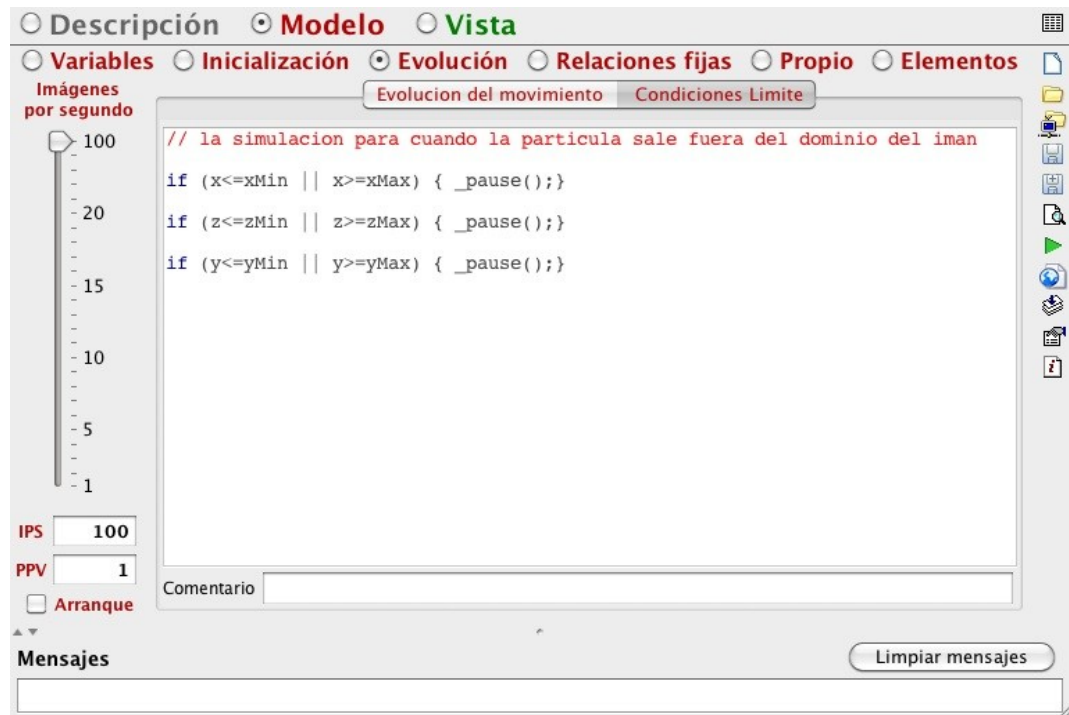 Descripción Modelo Vista
Variables Inicialización Evolución Relaciones fijas Propio Elementos
Imágenes
por segundo
Evolucion del movimiento Condiciones Limite
100
20
15
10
5
1
// la simulacion para cuando la particula sale fuera del dominio del iman
if (x<=xMin || x>=xMax) { _pause();}
if (z<=zMin || z>=zMax) { _pause();}
if (y<=yMin || y>=yMax) { _pause();}
IPS 100
PPV 1
Arranque
Comentario
Mensajes
Limpiar mensajes